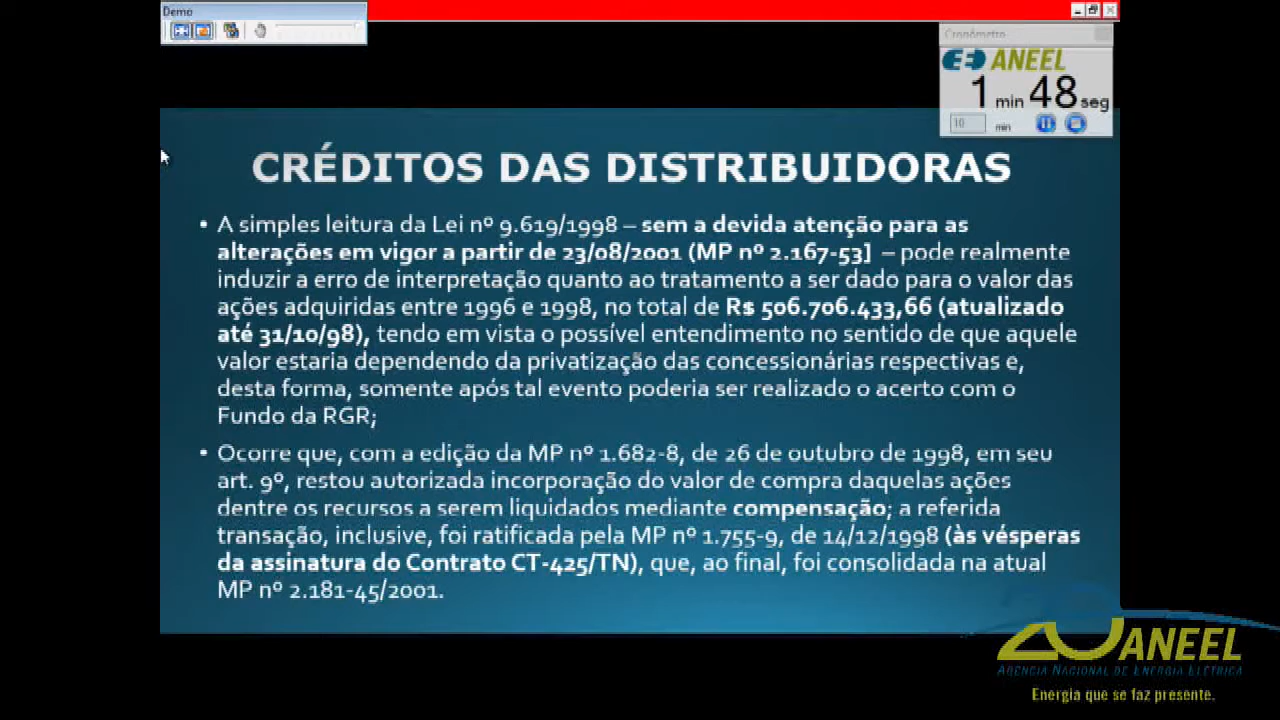 Demo
Cronômetro
ANEEL
1 min 48 seg
10 min
CRÉDITOS DAS DISTRIBUIDORAS
• A simples leitura da Lei nº 9.619/1998 – sem a devida atenção para as
alterações em vigor a partir de 23/08/2001 (MP nº 2.167-53] – pode realmente
induzir a erro de interpretação quanto ao tratamento a ser dado para o valor das
ações adquiridas entre 1996 e 1998, no total de R$ 506.706.433,66 (atualizado
até 31/10/98), tendo em vista o possível entendimento no sentido de que aquele
valor estaria dependendo da privatização das concessionárias respectivas e,
desta forma, somente após tal evento poderia ser realizado o acerto com o
Fundo da RGR;
• Ocorre que, com a edição da MP nº 1.682-8, de 26 de outubro de 1998, em seu
art. 9º, restou autorizada incorporação do valor de compra daquelas ações
dentre os recursos a serem liquidados mediante compensação; a referida
transação, inclusive, foi ratificada pela MP nº 1.755-9, de 14/12/1998 (às vésperas
da assinatura do Contrato CT-425/TN), que, ao final, foi consolidada na atual
MP nº 2.181-45/2001.
ANEEL
AGÊNCIA NACIONAL DE ENERGIA ELÉTRICA
Energia que se faz presente.